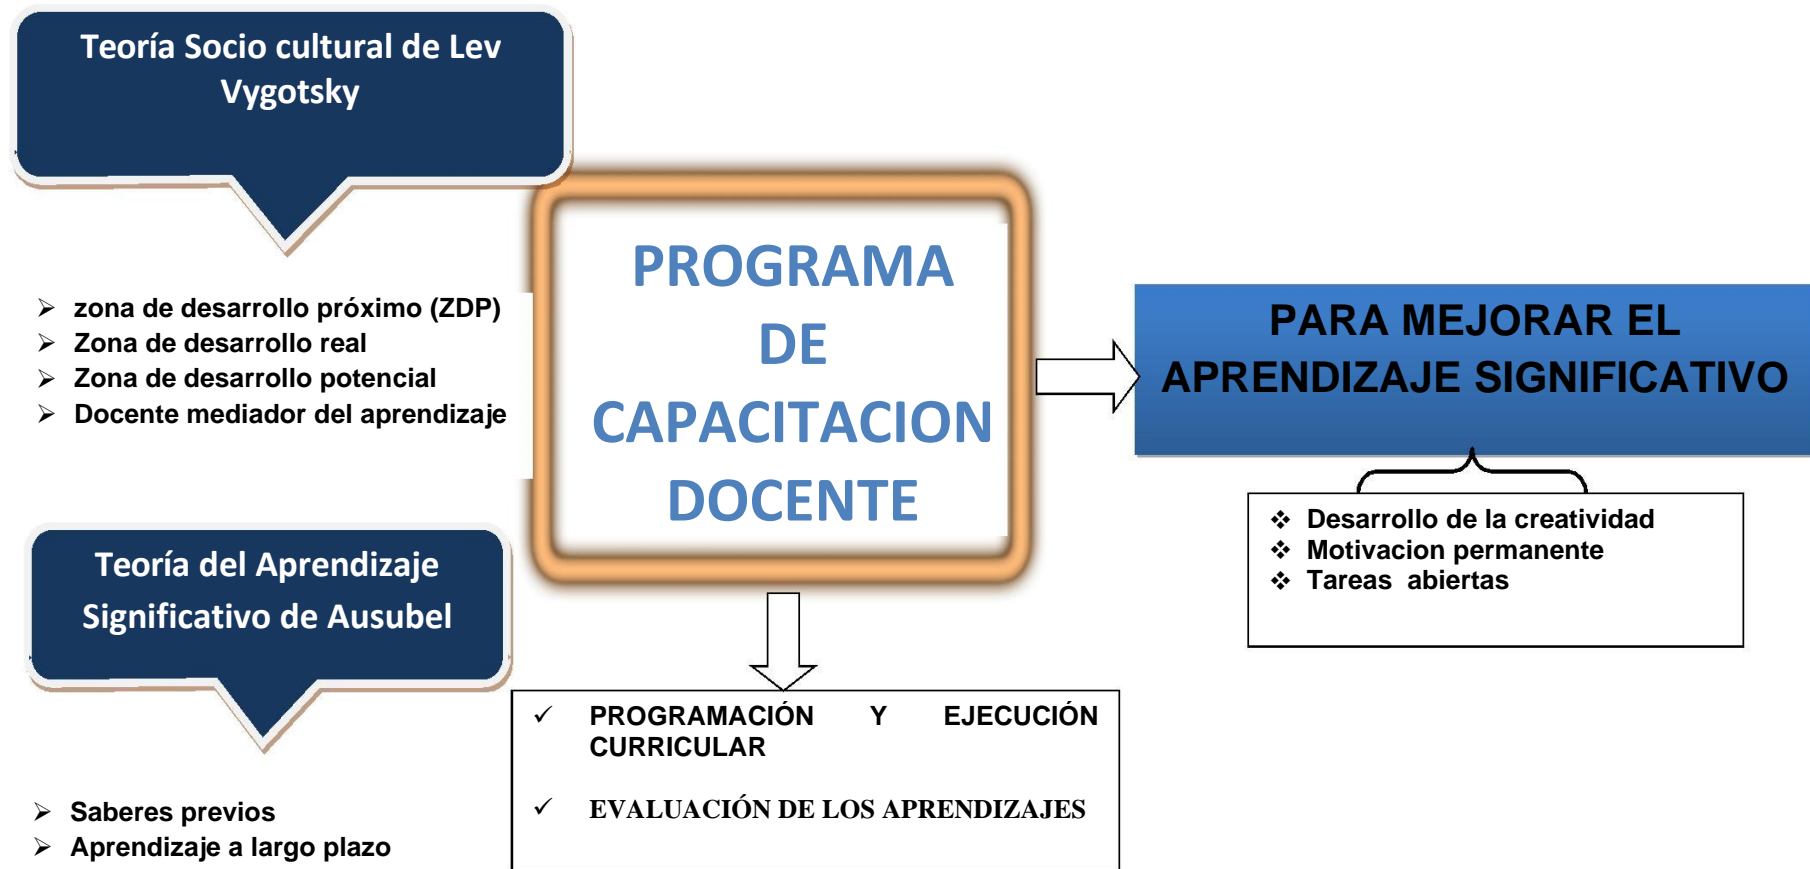 Teoría Socio cultural de Lev
Vygotsky
➢ zona de desarrollo próximo (ZDP)
➢ Zona de desarrollo real
➢ Zona de desarrollo potencial
➢ Docente mediador del aprendizaje
Teoría del Aprendizaje
Significativo de Ausubel
➢ Saberes previos
➢ Aprendizaje a largo plazo
PROGRAMA
DE
CAPACITACION
DOCENTE
✓ PROGRAMACIÓN Y EJECUCIÓN
CURRICULAR
✓ EVALUACIÓN DE LOS APRENDIZAJES
PARA MEJORAR EL
APRENDIZAJE SIGNIFICATIVO
❖ Desarrollo de la creatividad
❖ Motivacion permanente
❖ Tareas abiertas